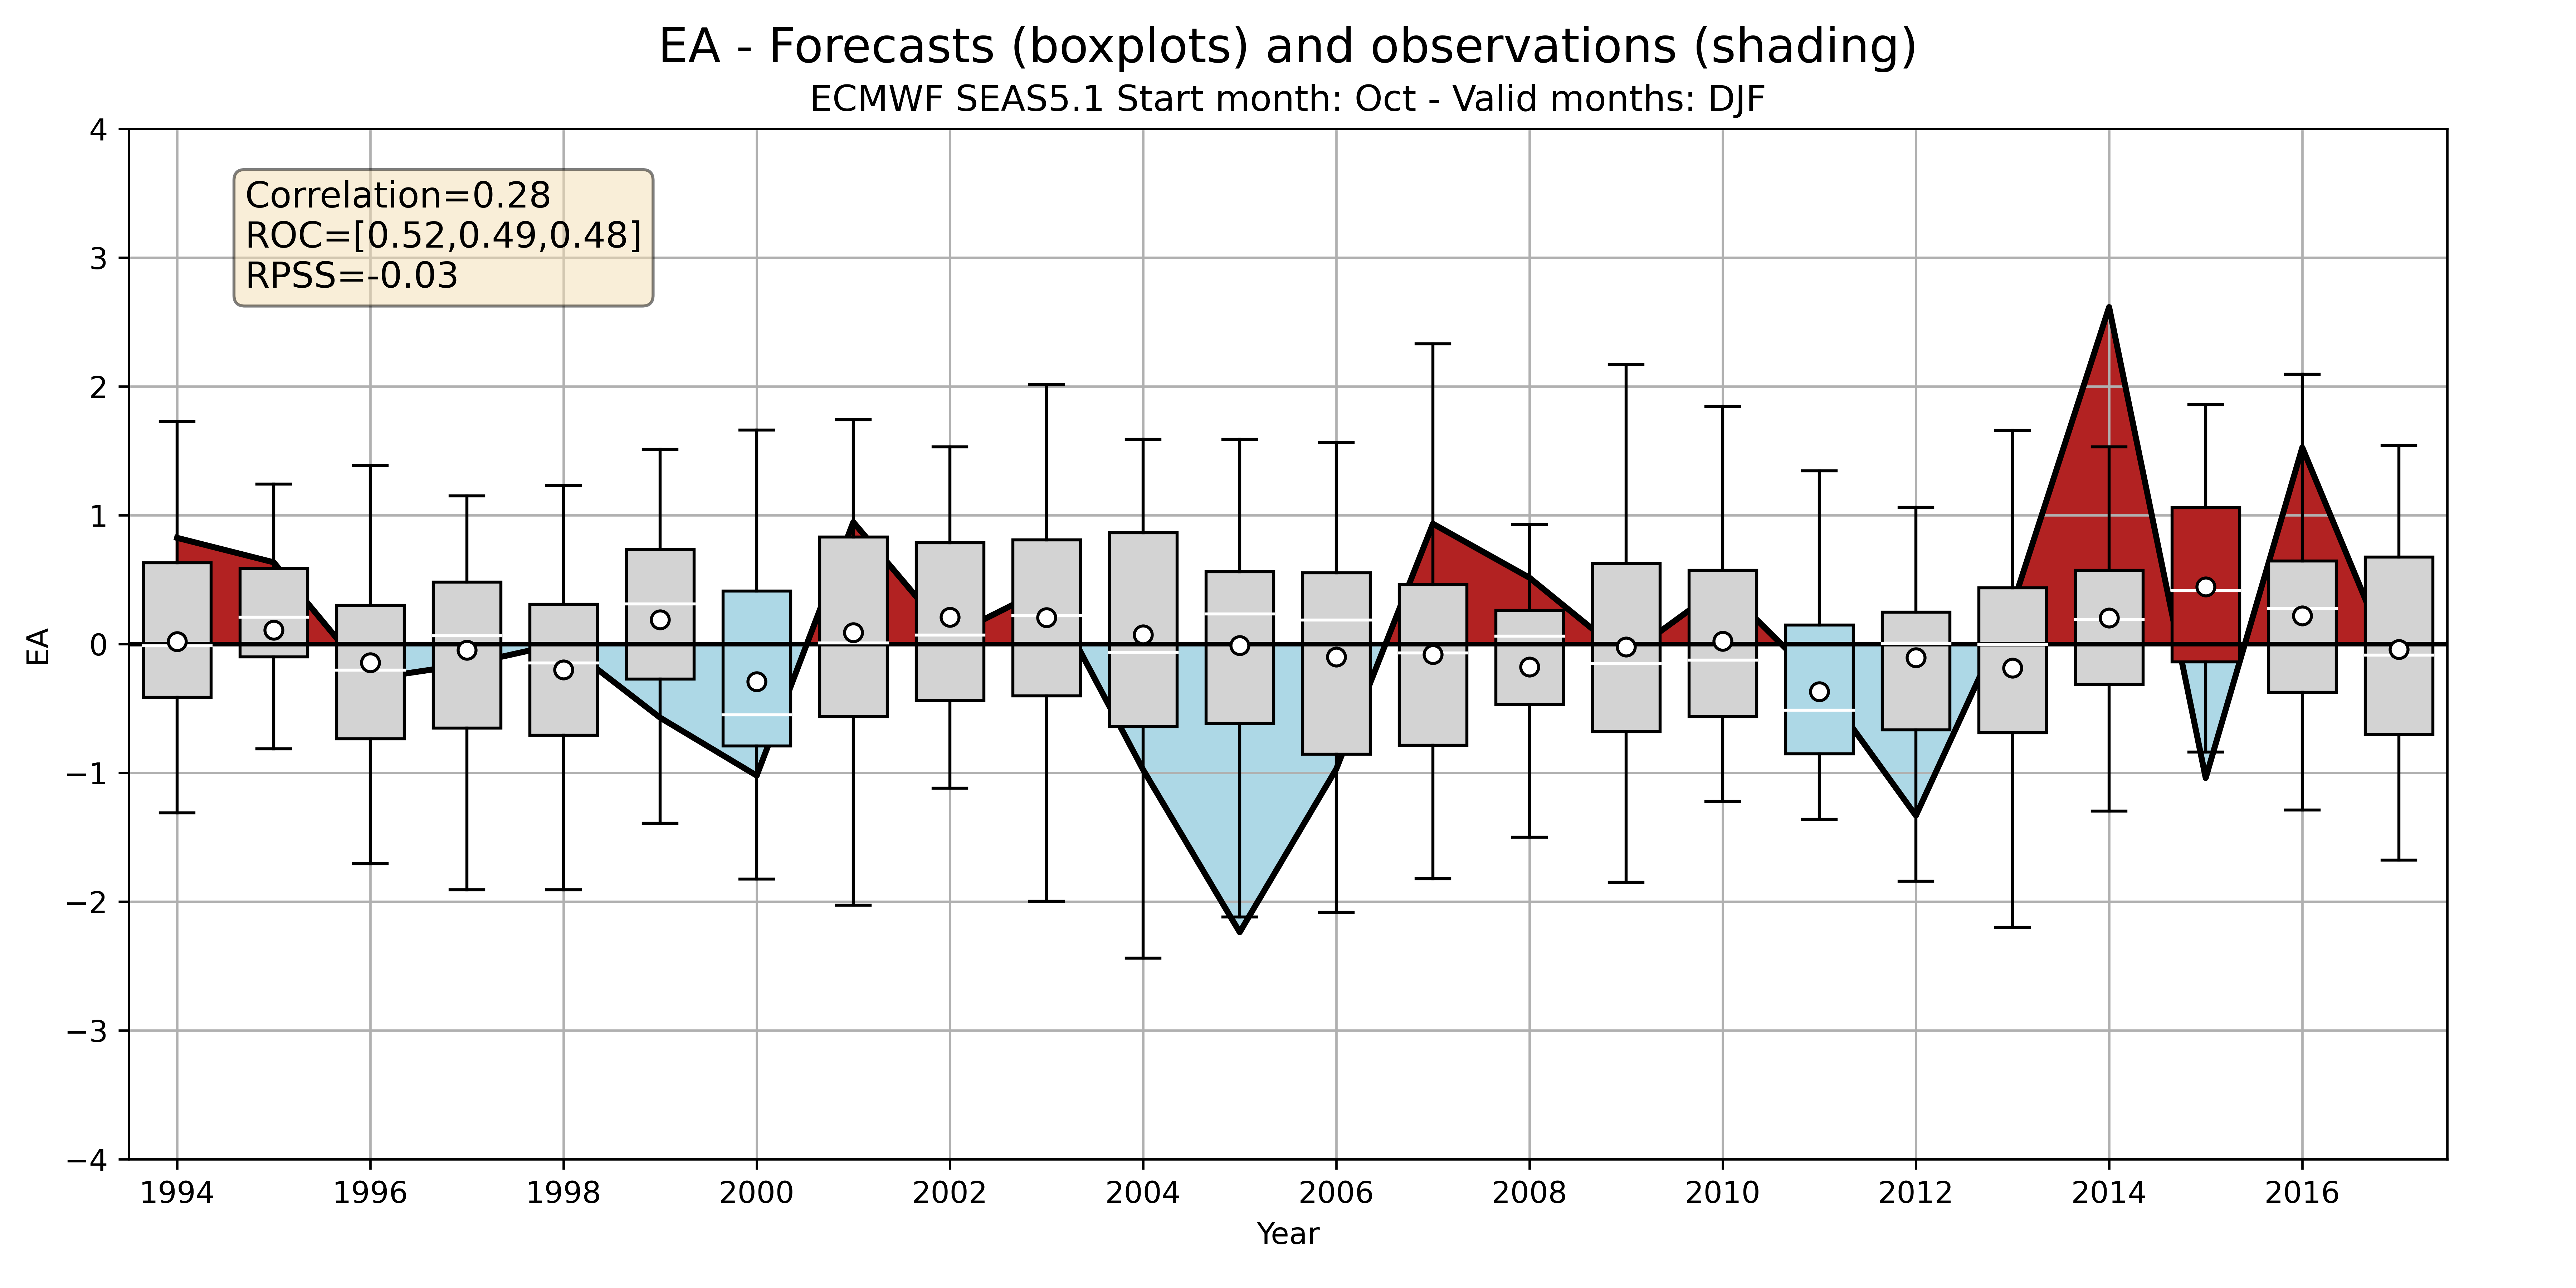 EA - Forecasts (boxplots) and observations (shading)
ECMWF SEAS5.1 Start month: Oct - Valid months: DJF
Correlation=0.28
ROC=[0.52,0.49,0.48]
RPSS=-0.03
EA
4
3
2
1
0
−1
−2
−3
−4
1994 1996 1998 2000 2002 2004 2006 2008 2010 2012 2014 2016
Year